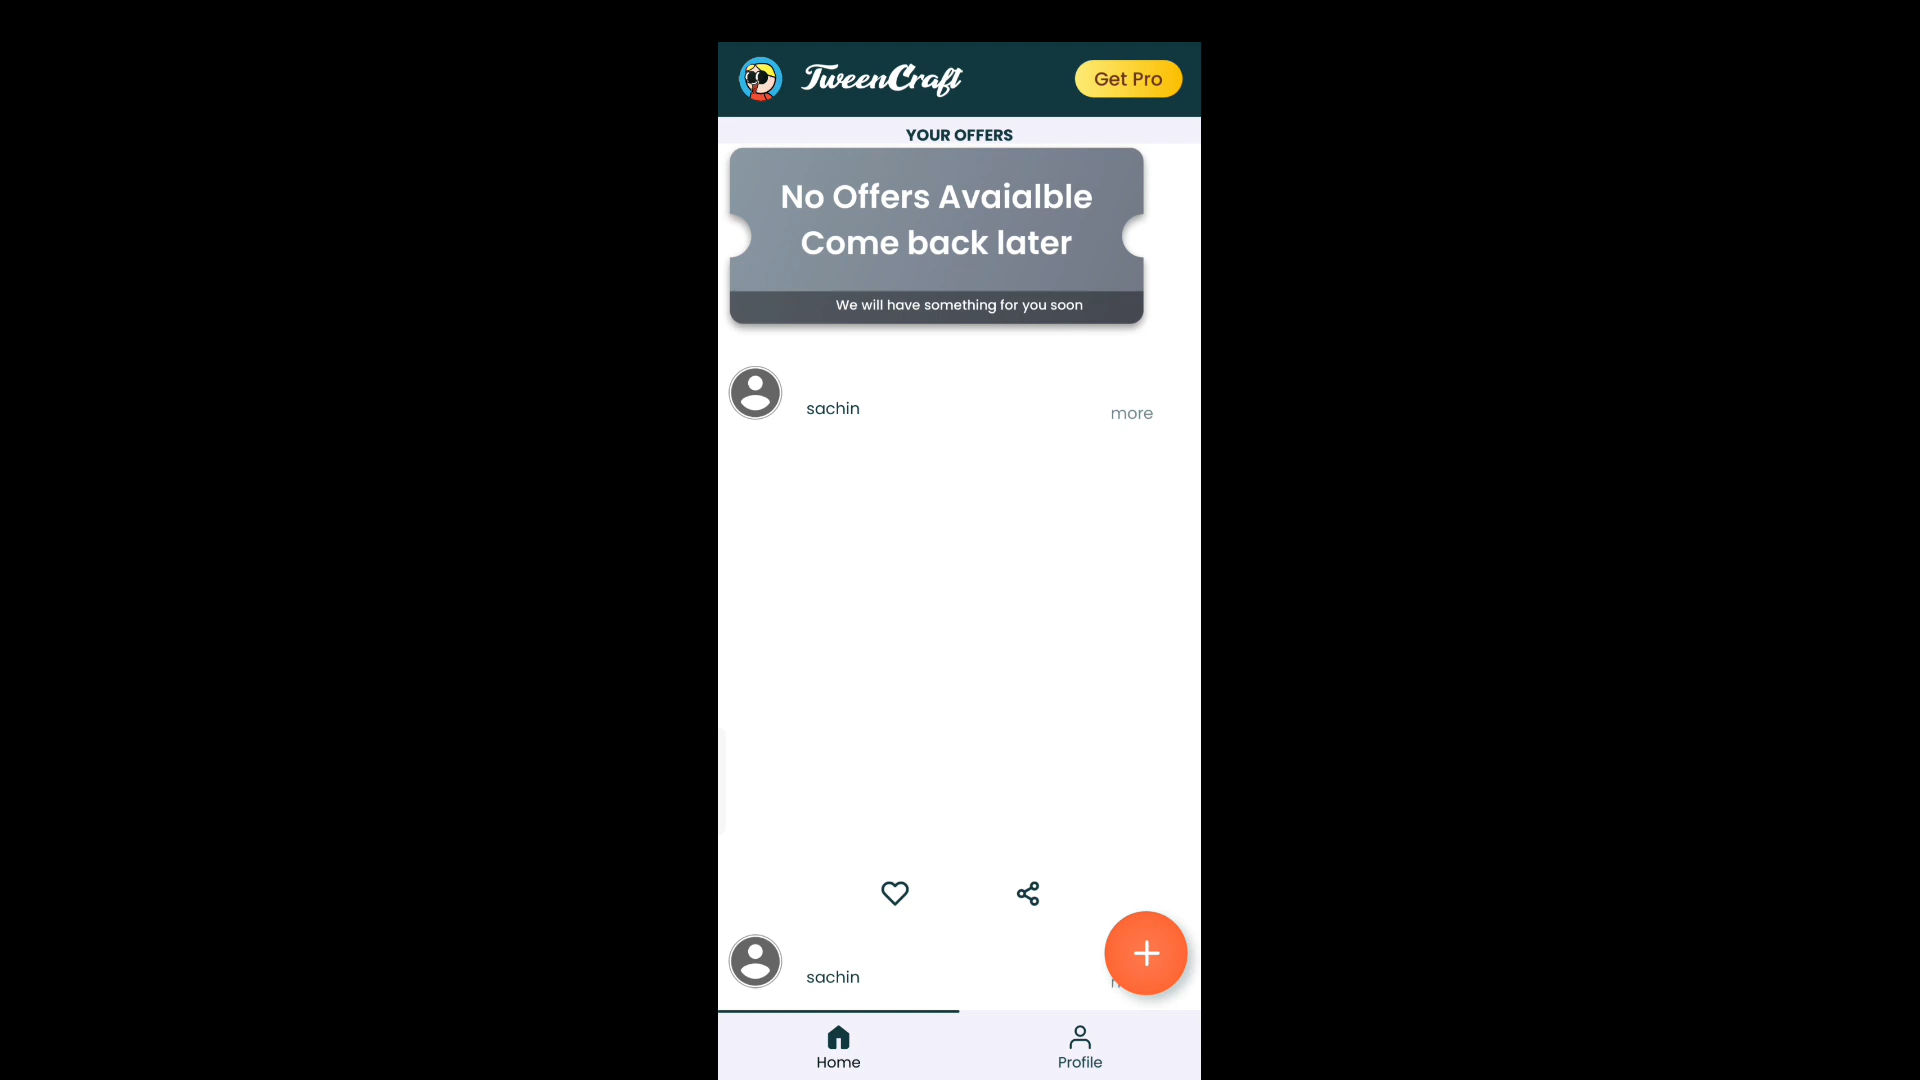 TweenCraft
Get Pro
YOUR OFFERS
No Offers Avaialble
Come back later
We will have something for you soon
sachin
more
sachin
Home
Profile